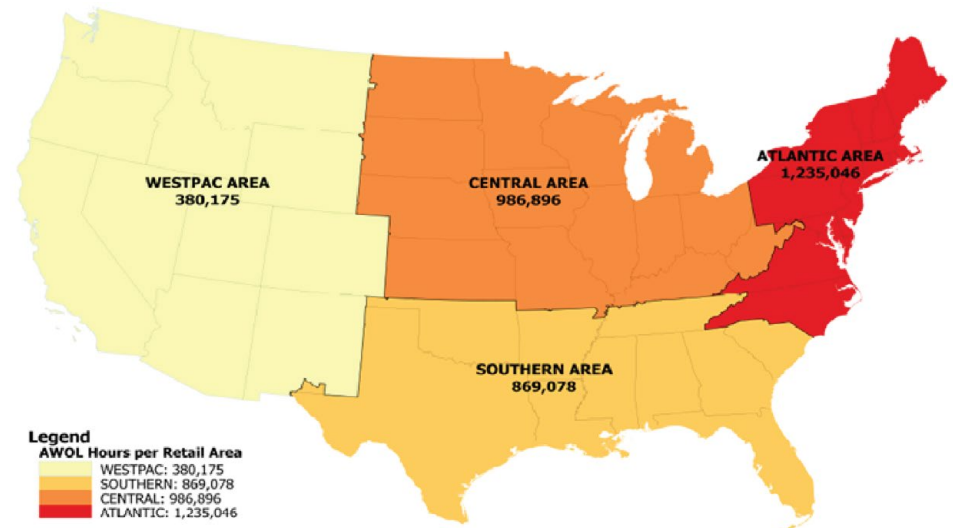 WESTPAC AREA
380,175
CENTRAL AREA
986,896
ATLANTIC AREA
1,235,046
SOUTHERN AREA
869,078
Legend
AWOL Hours per Retail Area
WESTPAC: 380,175
SOUTHERN: 869,078
CENTRAL: 986,896
ATLANTIC: 1,235,046